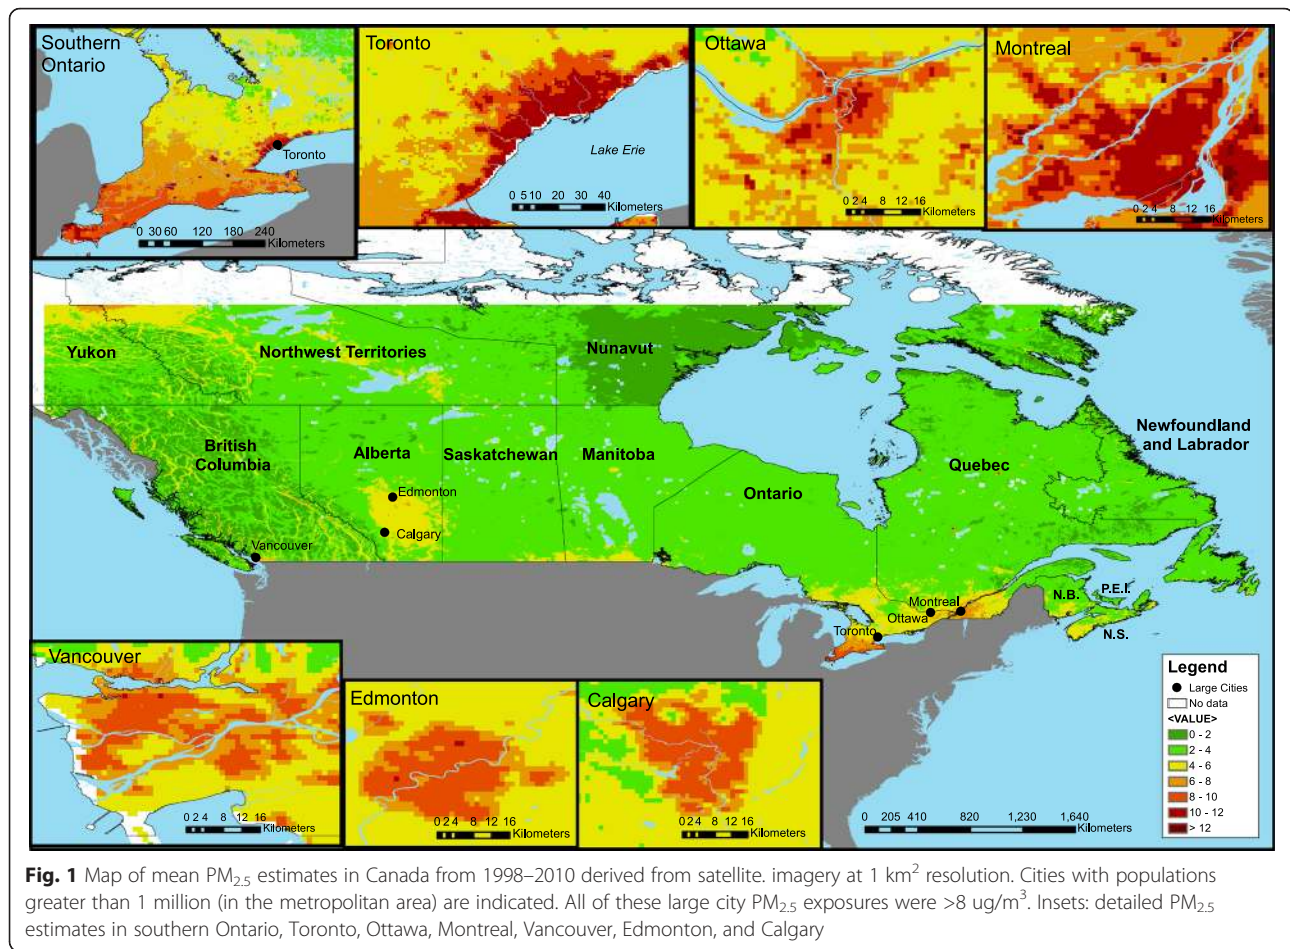 Southern
Ontario
Toronto
0 30 60 120 180 240
Kilometers
Toronto
Lake Erie
0 5 10 20 30 40
Kilometers
Ottawa
0 2 4 8 12 16
Kilometers
Montreal
0 2 4 8 12 16
Kilometers
Yukon
Northwest Territories
Nunavut
British
Columbia
Alberta
Saskatchewan
Manitoba
Ontario
Quebec
Newfoundland
and Labrador
Edmonton
Calgary
Vancouver
Montreal
Ottawa
Toronto
N.B.
P.E.I.
N.S.
Vancouver
0 2 4 8 12 16
Kilometers
Edmonton
0 2 4 8 12 16
Kilometers
Calgary
0 2 4 8 12 16
Kilometers
0 205 410 820 1,230 1,640
Kilometers
Legend
Large Cities
No data
<VALUE>
0 - 2
2 - 4
4 - 6
6 - 8
8 - 10
10 - 12
> 12
Fig. 1 Map of mean PM2.5 estimates in Canada from 1998–2010 derived from satellite. imagery at 1 km² resolution. Cities with populations
greater than 1 million (in the metropolitan area) are indicated. All of these large city PM2.5 exposures were >8 ug/m³. Insets: detailed PM2.5
estimates in southern Ontario, Toronto, Ottawa, Montreal, Vancouver, Edmonton, and Calgary